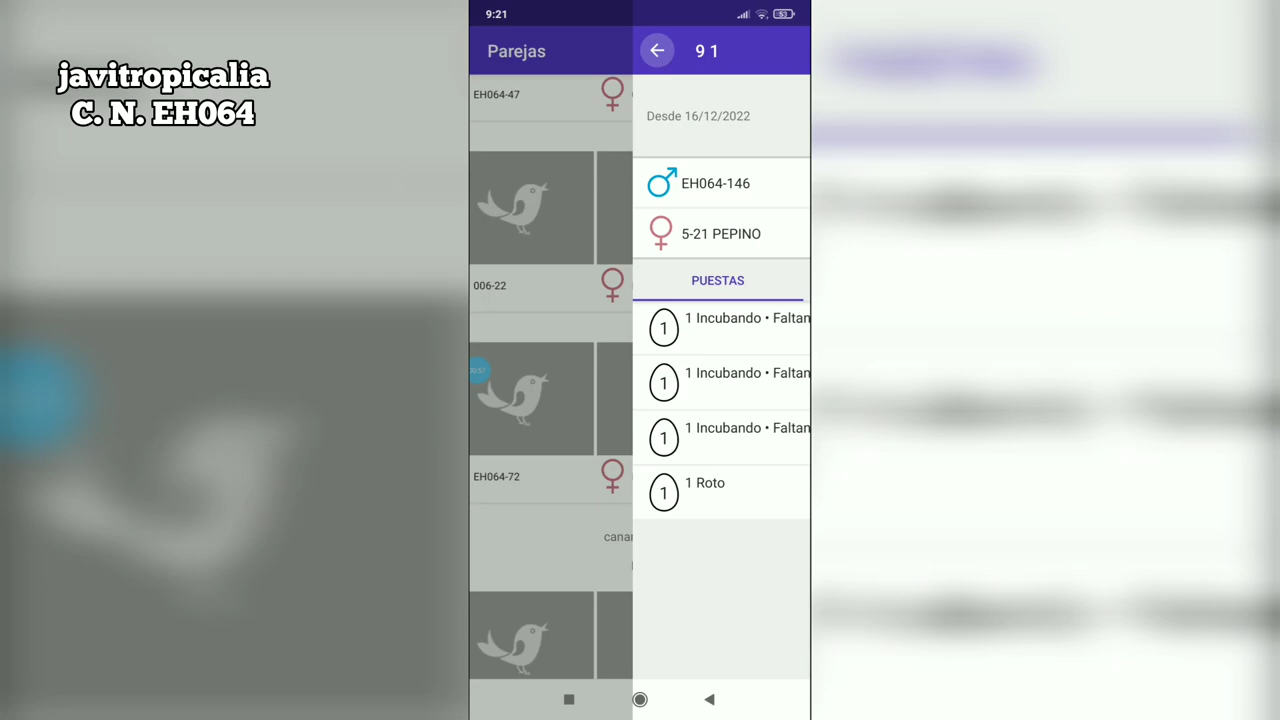 javitropicalia
C. N. EH064
9:21
53
Parejas
9 1
EH064-47
Desde 16/12/2022
EH064-146
5-21 PEPINO
006-22
PUESTAS
1 1 Incubando • Faltan
1 1 Incubando • Faltan
1 1 Incubando • Faltan
EH064-72
1 1 Roto
canar